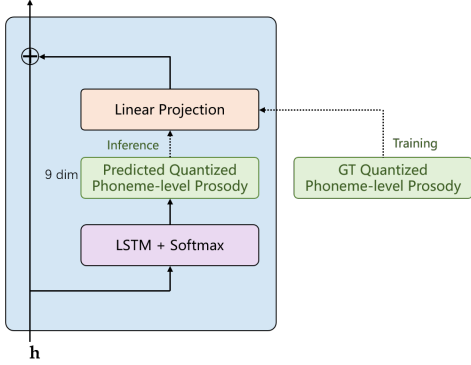 Linear Projection
Inference
Training
9 dim
Predicted Quantized
Phoneme-level Prosody
GT Quantized
Phoneme-level Prosody
LSTM + Softmax
h